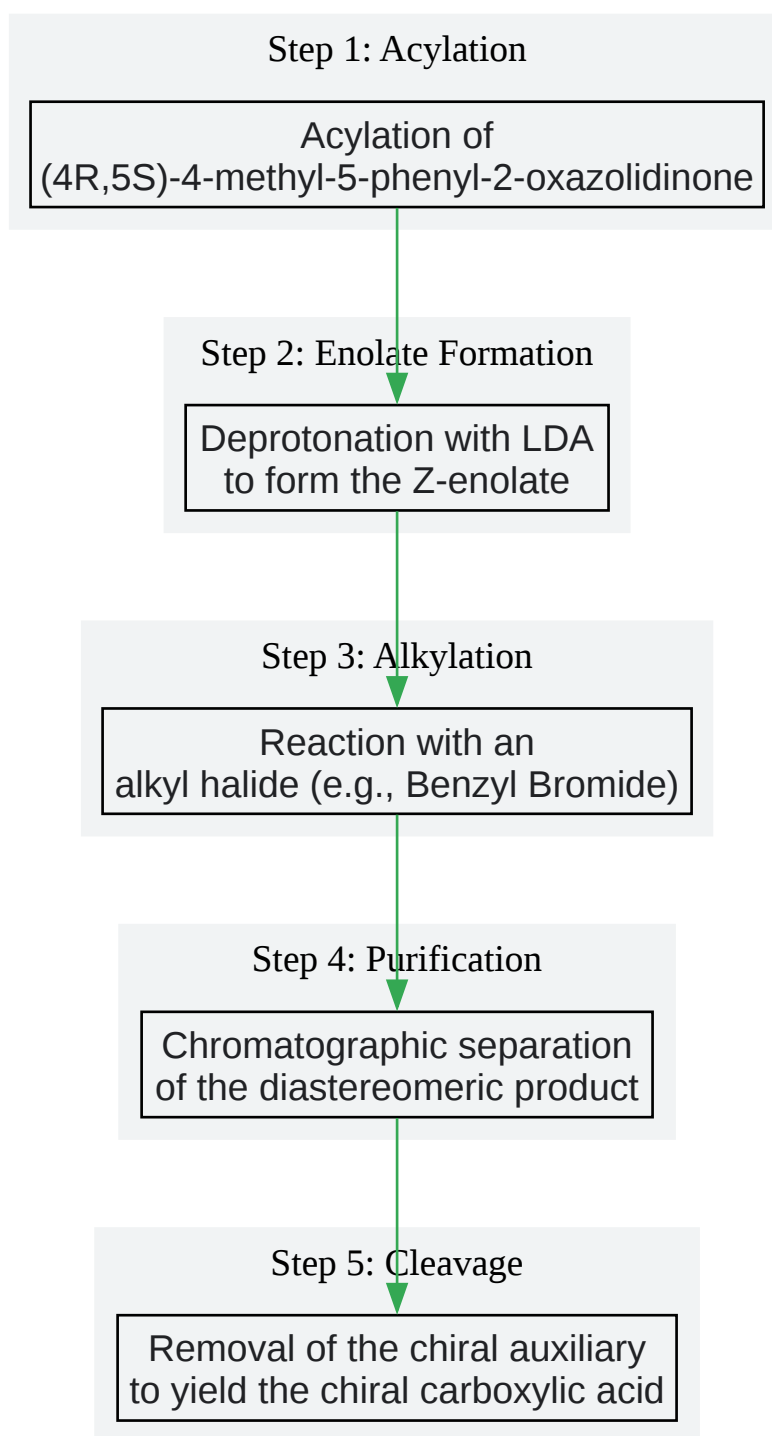 Step 1: Acylation
Acylation of
(4R,5S)-4-methyl-5-phenyl-2-oxazolidinone
Step 2: Enolate Formation
Deprotonation with LDA
to form the Z-enolate
Step 3: Alkylation
Reaction with an
alkyl halide (e.g., Benzyl Bromide)
Step 4: Purification
Chromatographic separation
of the diastereomeric product
Step 5: Cleavage
Removal of the chiral auxiliary
to yield the chiral carboxylic acid